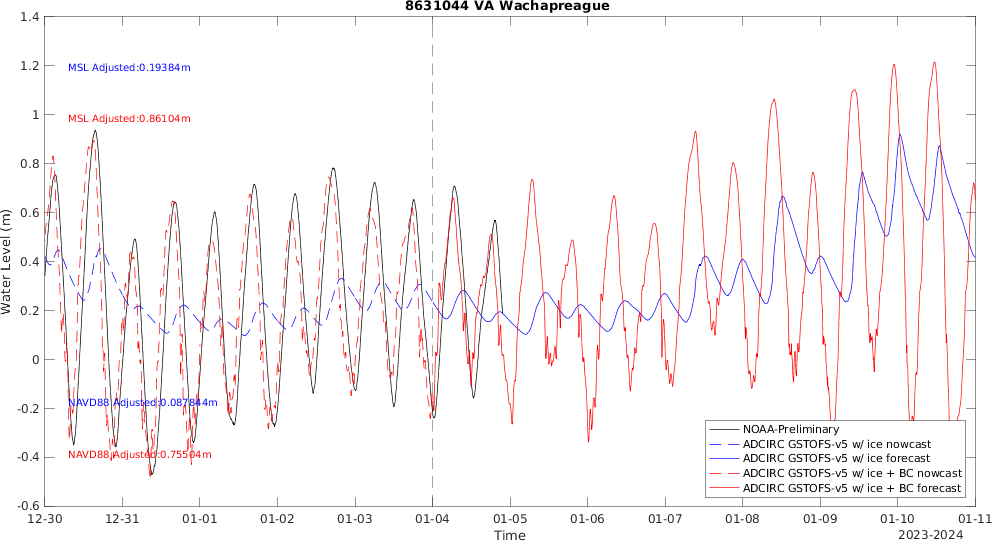 8631044 VA Wachapreague
1.4
1.2
1
0.8
0.6
0.4
0.2
0
-0.2
-0.4
-0.6
Water Level (m)
MSL Adjusted:0.19384m
MSL Adjusted:0.86104m
NAVD88 Adjusted:0.087844m
NAVD88 Adjusted:0.75504m
NOAA-Preliminary
ADCIRC GSTOFS-v5 w/ ice nowcast
ADCIRC GSTOFS-v5 w/ ice forecast
ADCIRC GSTOFS-v5 w/ ice + BC nowcast
ADCIRC GSTOFS-v5 w/ ice + BC forecast
12-30 12-31 01-01 01-02 01-03 01-04 01-05 01-06 01-07 01-08 01-09 01-10 01-11
Time
2023-2024